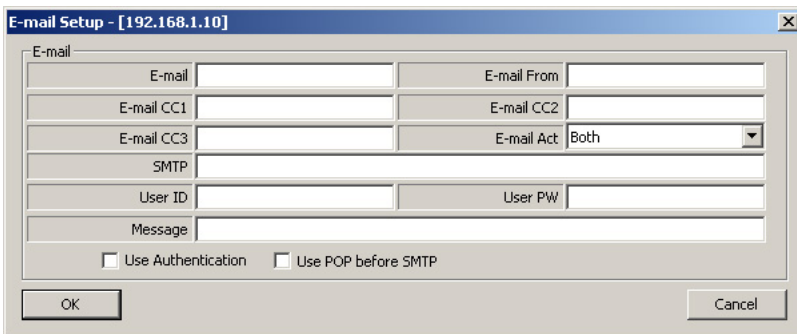 E-mail Setup - [192.168.1.10]
E-mail
E-mail E-mail From
E-mail CC1 E-mail CC2
E-mail CC3 E-mail Act Both
SMTP
User ID User PW
Message
Use Authentication Use POP before SMTP
OK Cancel